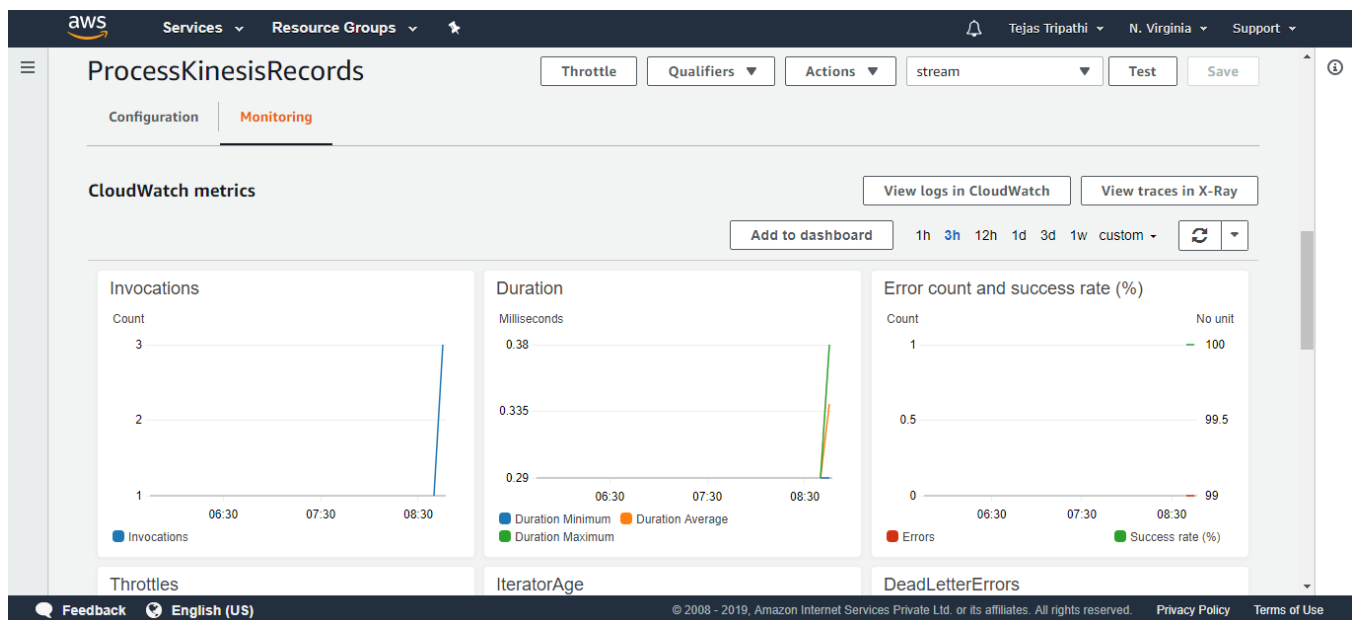 aws Services Resource Groups Tejas Tripathi N. Virginia Support
ProcessKinesisRecords Throttle Qualifiers Actions stream Test Save
Configuration Monitoring
CloudWatch metrics View logs in CloudWatch View traces in X-Ray
Add to dashboard 1h 3h 12h 1d 3d 1w custom
Invocations
Count
3
2
1
06:30 07:30 08:30
Invocations
Duration
Milliseconds
0.38
0.335
0.29
06:30 07:30 08:30
Duration Minimum Duration Average
Duration Maximum
Error count and success rate (%)
Count No unit
1 100
0.5 99.5
0 99
06:30 07:30 08:30
Errors Success rate (%)
Throttles IteratorAge DeadLetterErrors
Feedback English (US) © 2008 - 2019, Amazon Internet Services Private Ltd. or its affiliates. All rights reserved. Privacy Policy Terms of Use